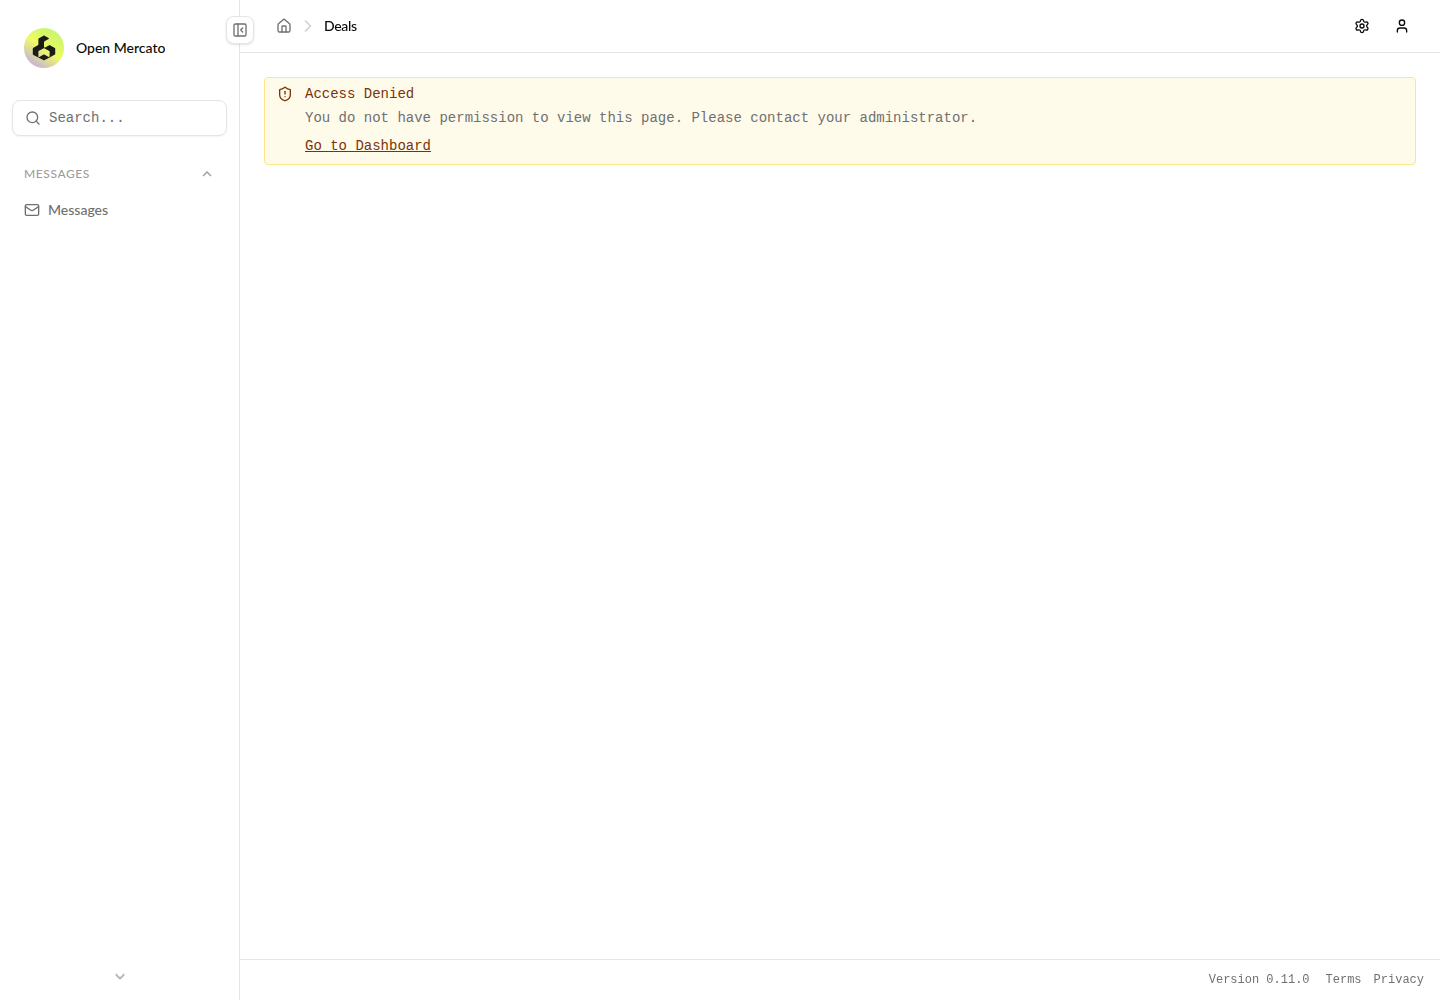 Open Mercato
Search...
MESSAGES
Messages
Deals
Access Denied
You do not have permission to view this page. Please contact your administrator.
Go to Dashboard
Version 0.11.0 Terms Privacy